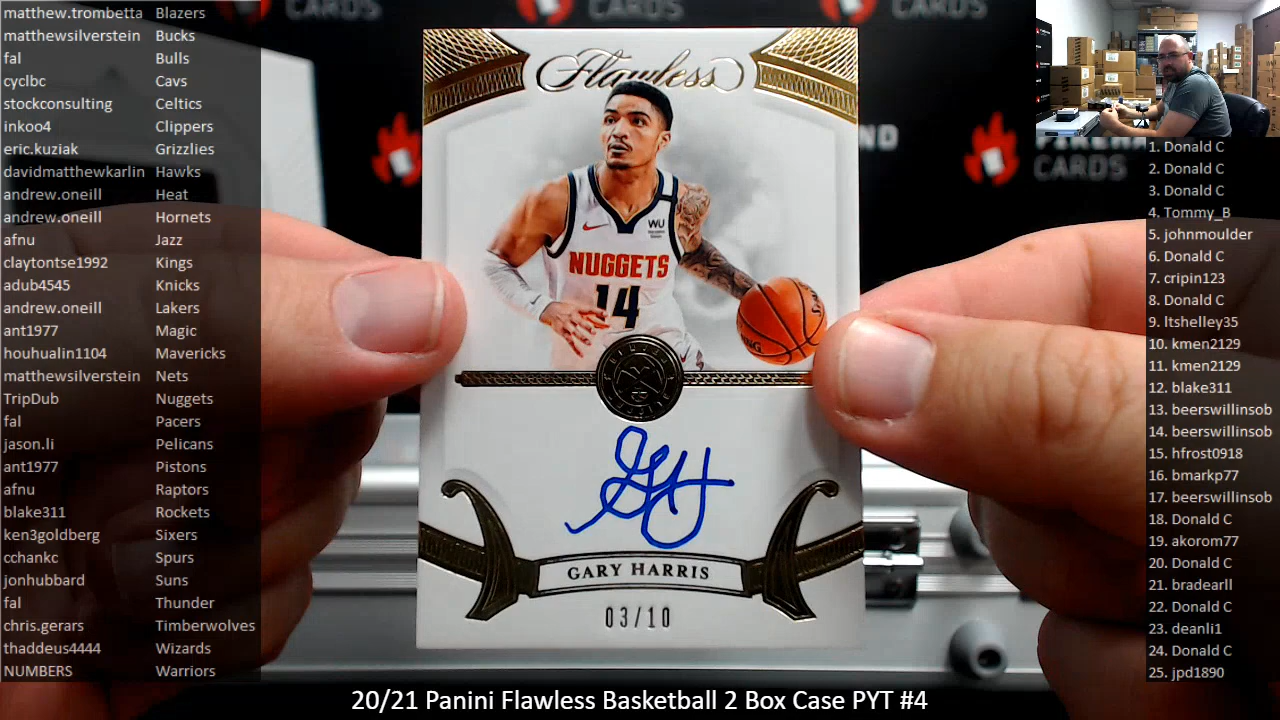 matthew.trombetta Blazers
matthewsilverstein Bucks
fal Bulls
cyclbc Cavs
stockconsulting Celtics
inkoo4 Clippers
eric.kuziak Grizzlies
davidmatthewkarlin Hawks
andrew.oneill Heat
andrew.oneill Hornets
afnu Jazz
claytontse1992 Kings
adub4545 Knicks
andrew.oneill Lakers
ant1977 Magic
houhualin1104 Mavericks
matthewsilverstein Nets
TripDub Nuggets
fal Pacers
jason.li Pelicans
ant1977 Pistons
afnu Raptors
blake311 Rockets
ken3goldberg Sixers
cchankc Spurs
jonhubbard Suns
fal Thunder
chris.gerars Timberwolves
thaddeus4444 Wizards
NUMBERS Warriors
CARDS
CARDS
CARDS
Flawless
WU
NUGGETS
14
GH
GARY HARRIS
03/10
CARDS
1. Donald C
2. Donald C
3. Donald C
4. Tommy_B
5. johnmoulder
6. Donald C
7. cripin123
8. Donald C
9. ltshelley35
10. kmen2129
11. kmen2129
12. blake311
13. beerswillinsob
14. beerswillinsob
15. hfrost0918
16. bmarkp77
17. beerswillinsob
18. Donald C
19. akorom77
20. Donald C
21. bradearll
22. Donald C
23. deanli1
24. Donald C
25. jpd1890
20/21 Panini Flawless Basketball 2 Box Case PYT #4